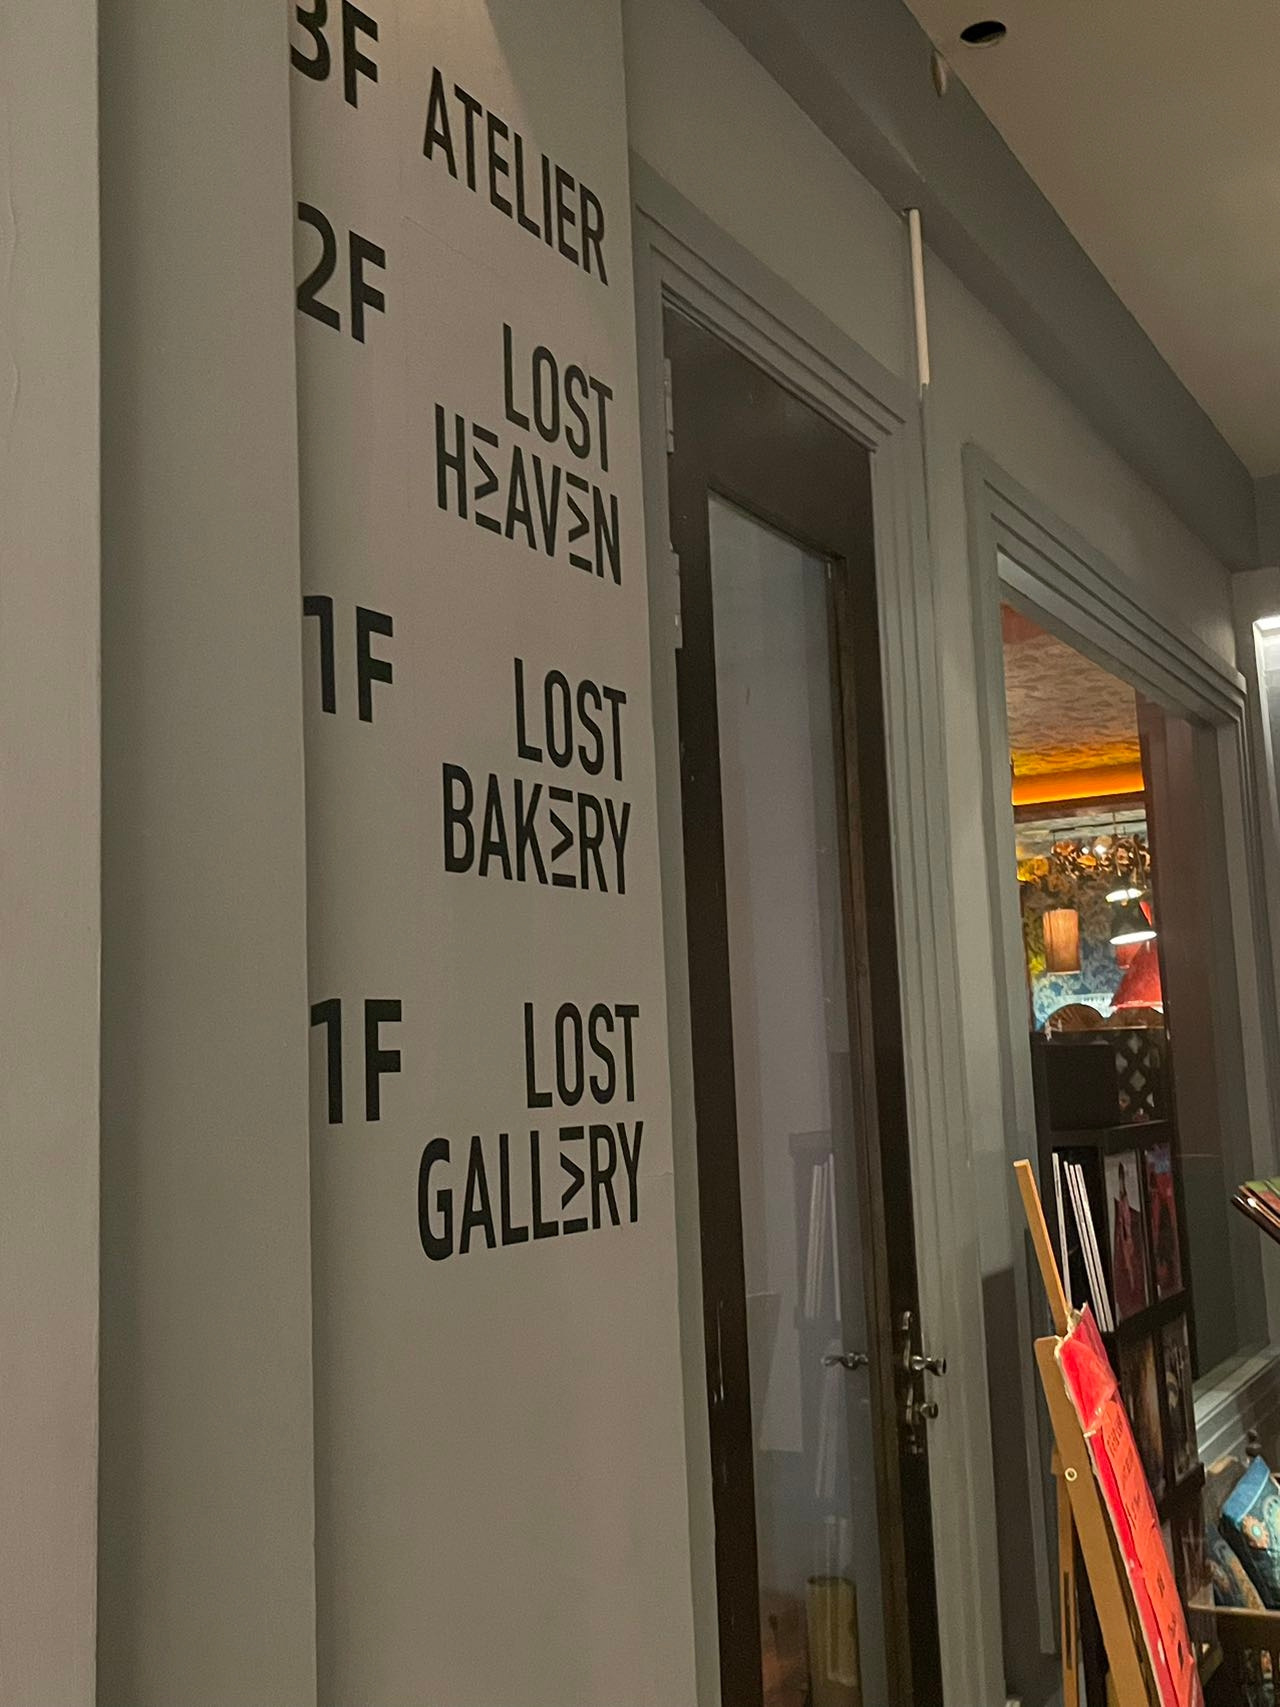 3F
ATELIER
2F
LOST
HEAVEN
1F
LOST
BAKERY
1F
LOST
GALLERY